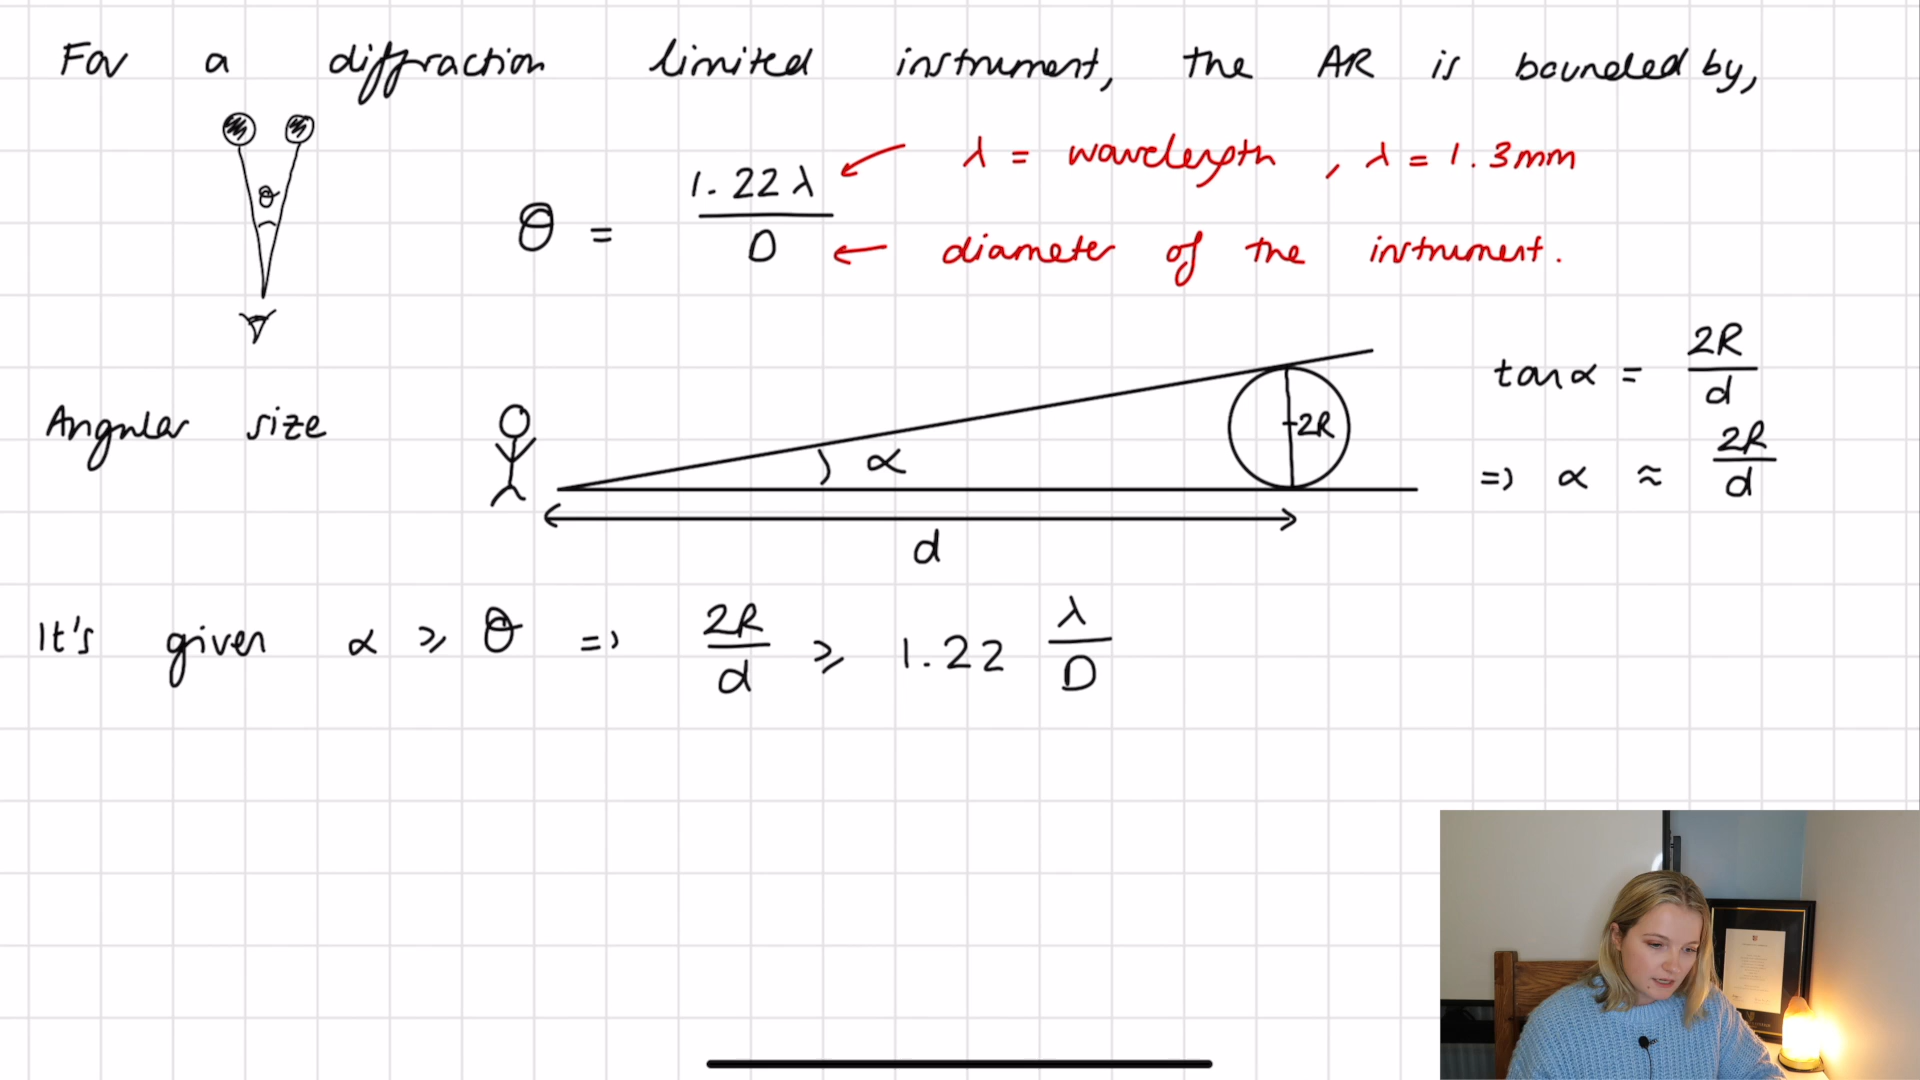 For a diffraction limited instrument, the AR is bounded by,
θ
θ = 1.22 λ / D
λ = wavelength, λ = 1.3mm
diameter of the instrument.
Angular size
α
2R
d
tan α = 2R / d
=> α ≈ 2R / d
It's given α ⩾ θ => 2R / d ⩾ 1.22 λ / D